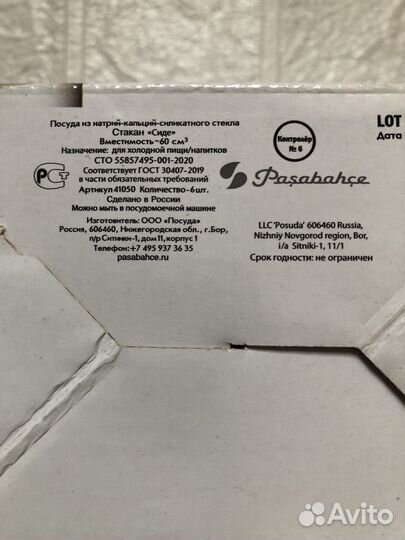 Посуда из натрий-кальций-силикатного стекла
Стакан «Сиде»
Вместимость~60 см³
Назначение: для холодной пищи/напитков
СТО 55857495-001-2020
Соответствует ГОСТ 30407-2019
в части обязательных требований
Артикул 41050 Количество-6 шт.
Сделано в России
Можно мыть в посудомоечной машине
Изготовитель: ООО «Посуда»
Россия, 606460, Нижегородская обл., г.Бор,
п/р Ситники-1, дом11, корпус 1
Телефон:+7 495 937 36 35
pasabahce.ru
РСТ
Контролёр
№ 6
Paşabahçe
LLC 'Posuda' 606460 Russia,
Nizhniy Novgorod region, Bor,
i/a Sitniki-1, 11/1
Срок годности: не ограничен
LOT
Дата
Avito